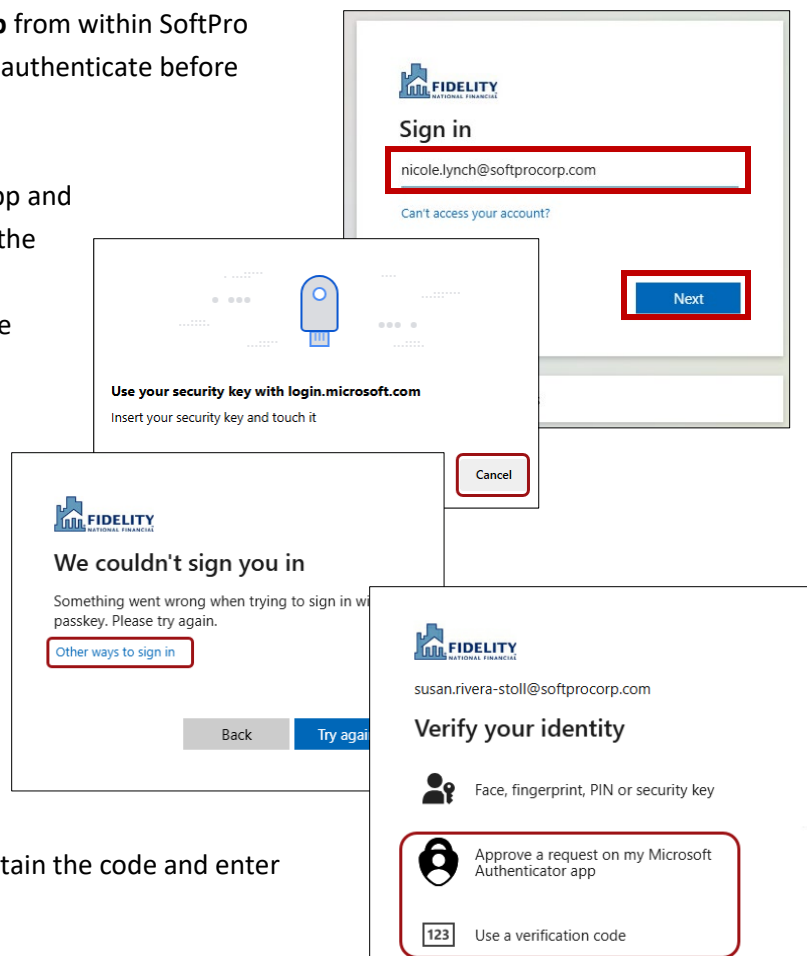 from within SoftPro
authenticate before
FIDELITY
NATIONAL FINANCIAL
Sign in
nicole.lynch@softprocorp.com
Can't access your account?
Next
and
the
Use your security key with login.microsoft.com
Insert your security key and touch it
Cancel
FIDELITY
NATIONAL FINANCIAL
We couldn't sign you in
Something went wrong when trying to sign in
passkey. Please try again.
Other ways to sign in
Back
Try
FIDELITY
NATIONAL FINANCIAL
susan.rivera-stoll@softprocorp.com
Verify your identity
Face, fingerprint, PIN or security key
Approve a request on my Microsoft
Authenticator app
123
Use a verification code
the code and enter